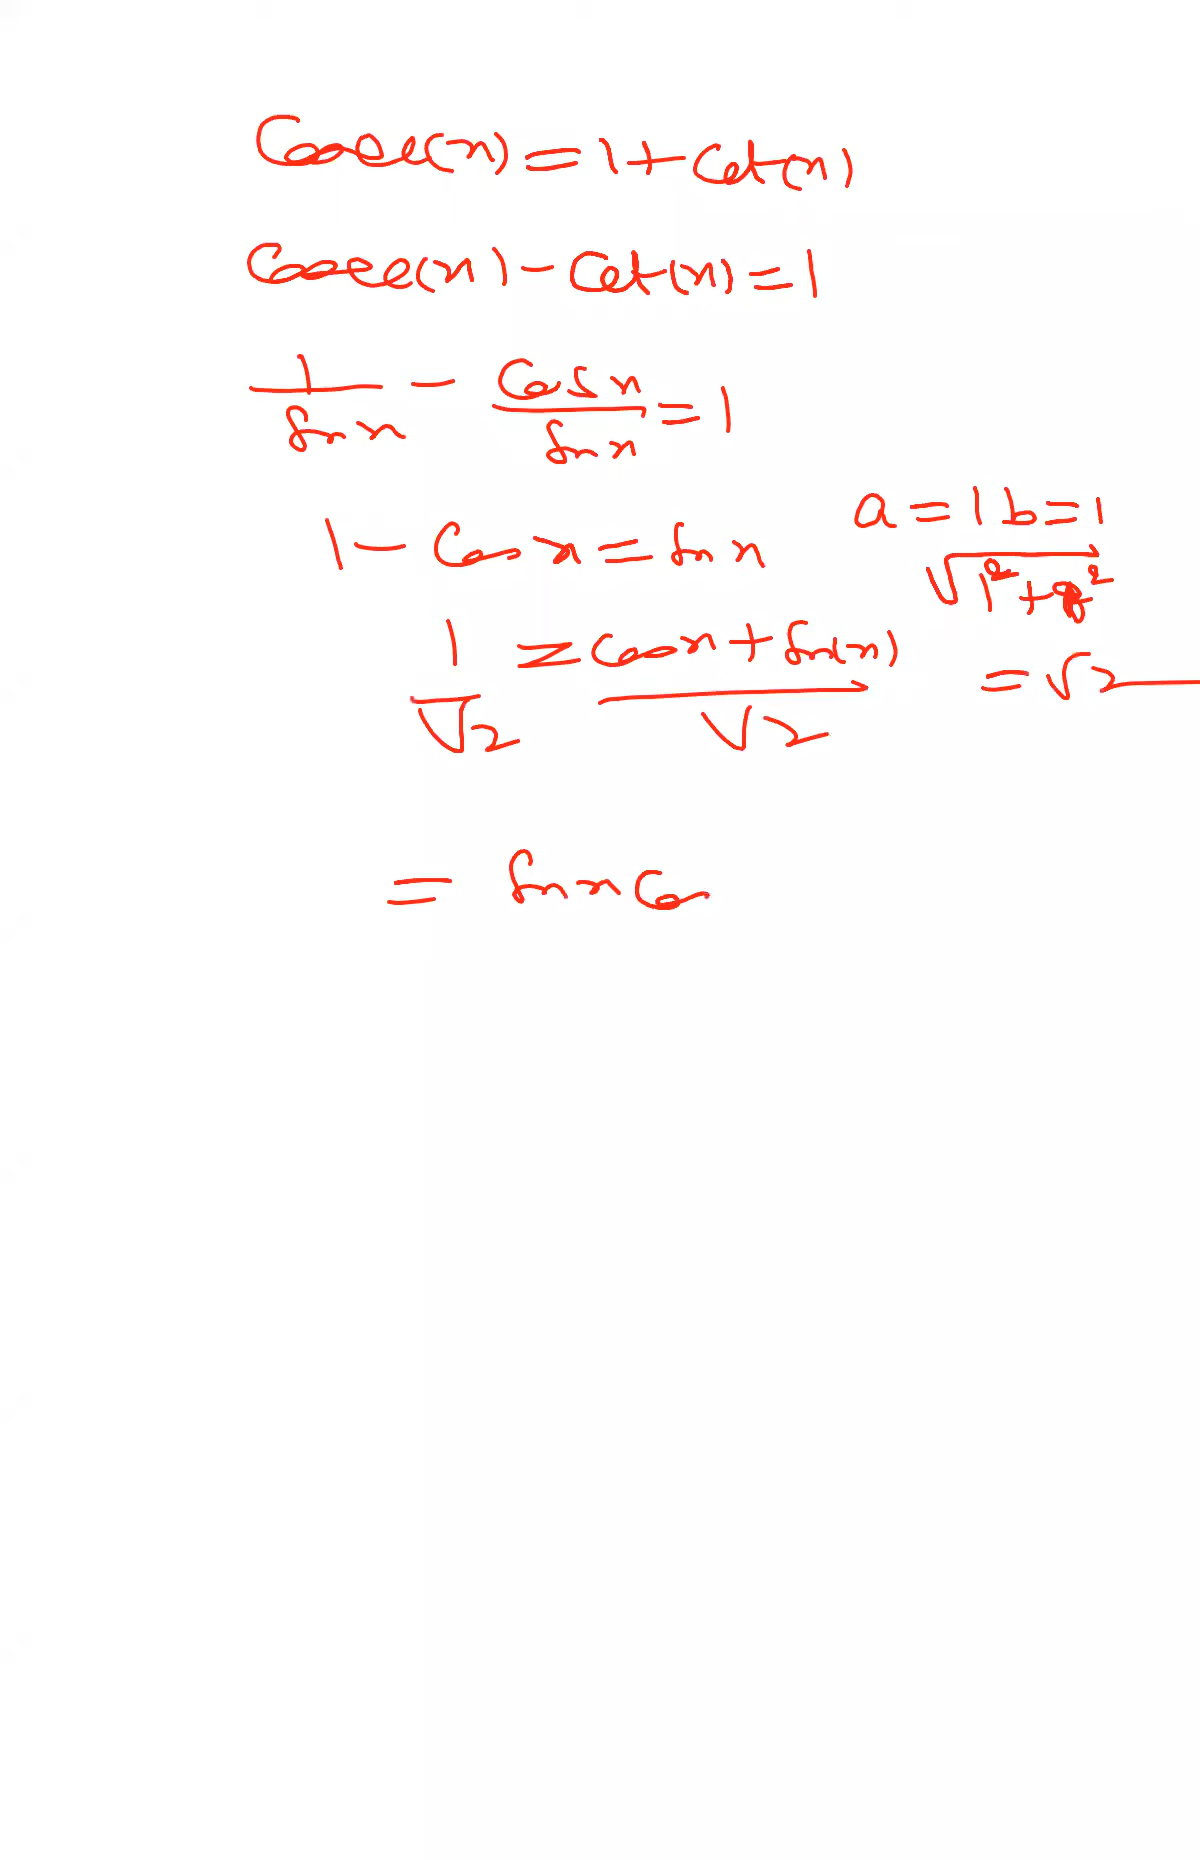 Cosec(x) = 1 + Cot(x)
Cosec(x) - Cot(x) = 1
1/sin x - Cos x/sin x = 1
1 - Cos x = sin x
a = 1 b = 1
√(1² + 1²)
1/√2 = (cos x + sin(x))/√2
= √2
= sin x Co